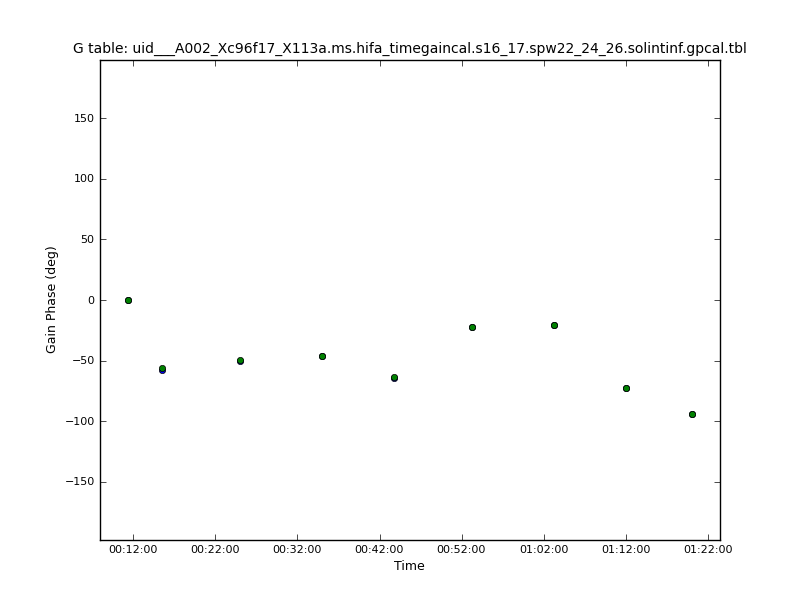 G table: uid___A002_Xc96f17_X113a.ms.hifa_timegaincal.s16_17.spw22_24_26.solintinf.gpcal.tbl
150
100
50
0
−50
−100
−150
Gain Phase (deg)
00:12:00 00:22:00 00:32:00 00:42:00 00:52:00 01:02:00 01:12:00 01:22:00
Time